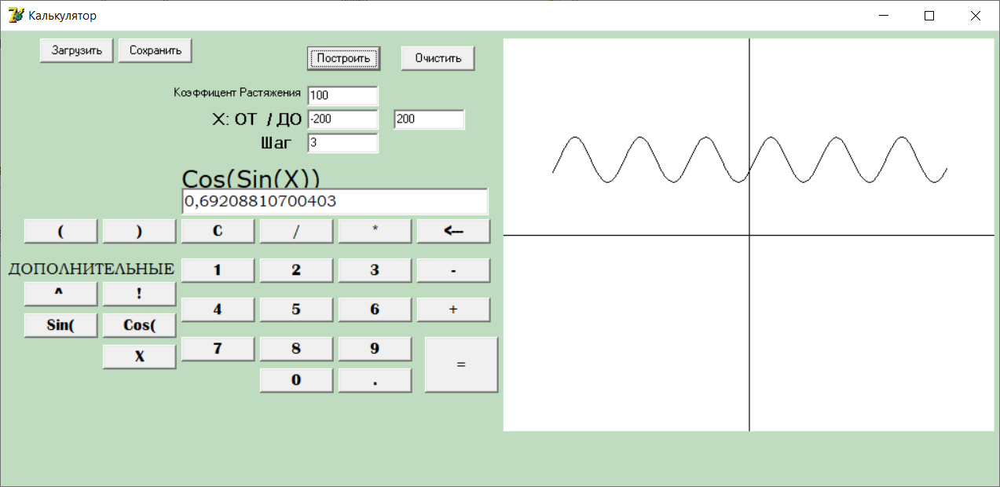 Калькулятор
Загрузить Сохранить
Построить Очистить
Коэффицент Растяжения 100
X: ОТ / ДО -200 200
Шаг 3
Cos(Sin(X))
0,69208810700403
( ) C / * <---
ДОПОЛНИТЕЛЬНЫЕ 1 2 3 -
^ !
4 5 6 +
Sin( Cos(
X 7 8 9 =
0 .